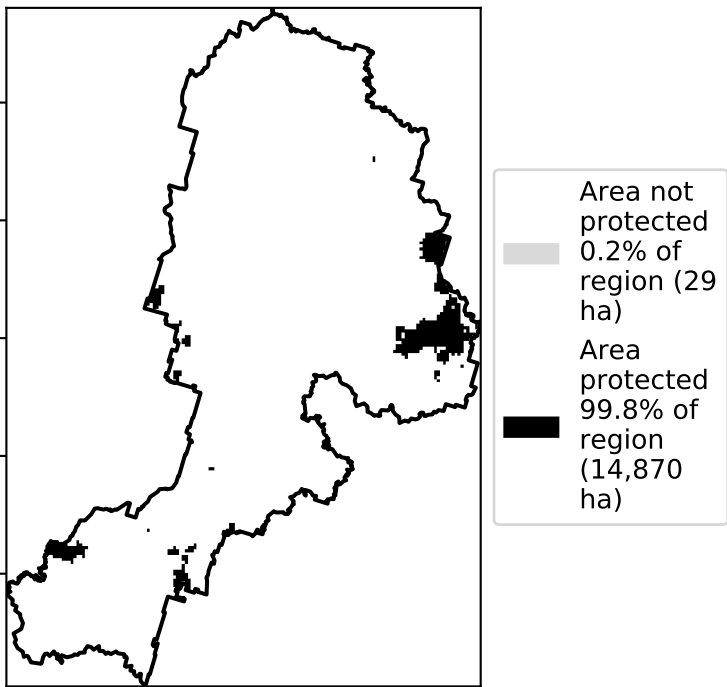 Area not
protected
0.2% of
region (29
ha)
Area
protected
99.8% of
region
(14,870
ha)